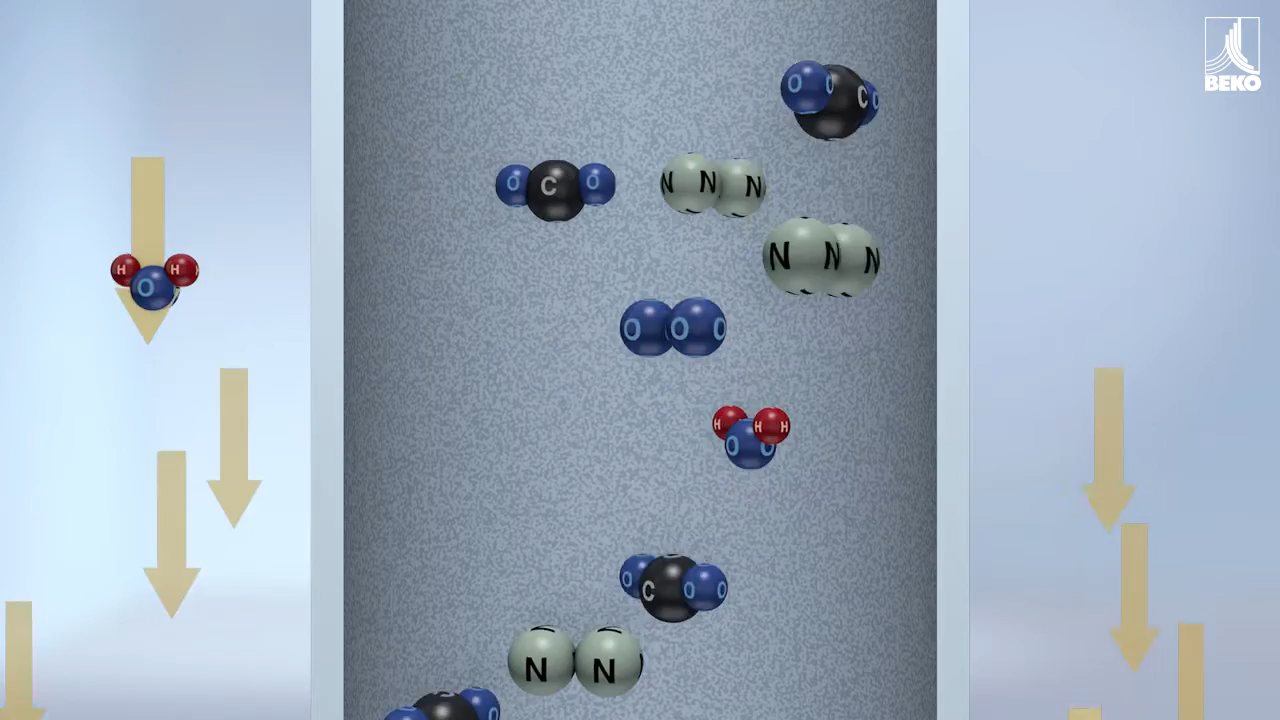 BEKO
O O C O
O C O
N N N
N N N
O O O
H H
O
H H H
O O
O C O O
N N
C
O O